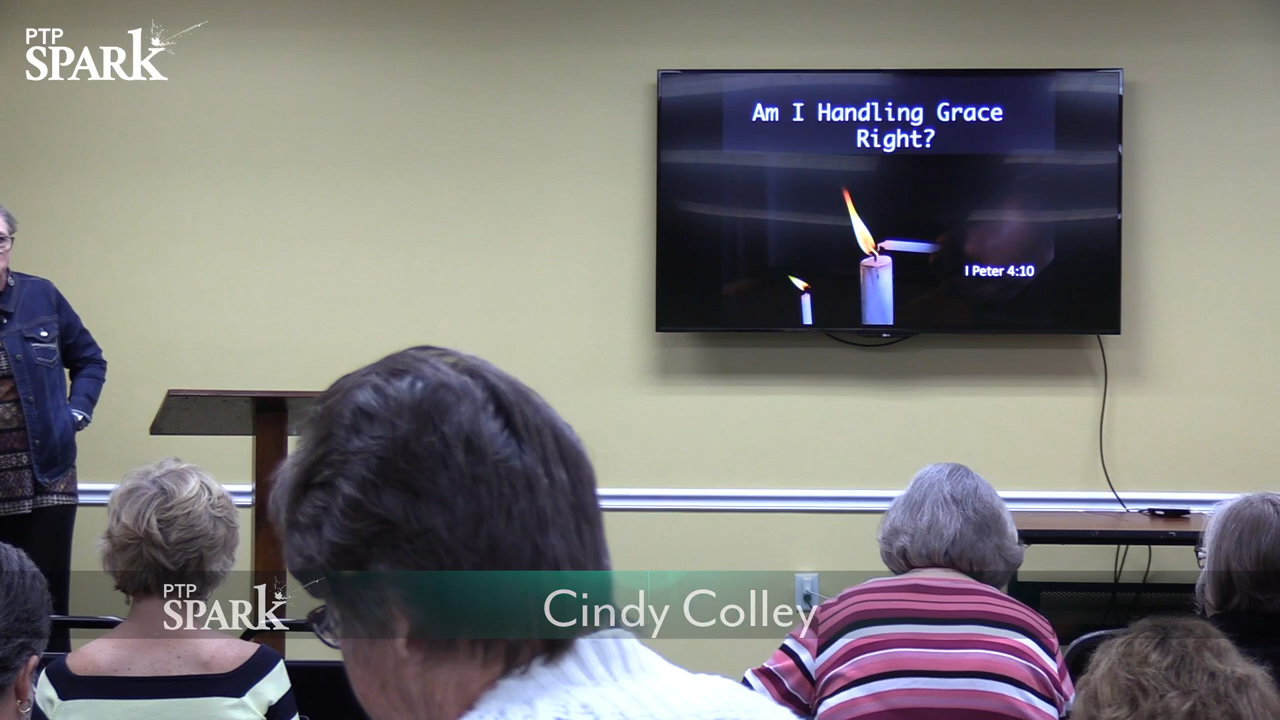 PTP
SPARK
Am I Handling Grace
Right?
I Peter 4:10
PTP
SPARK
Cindy Colley